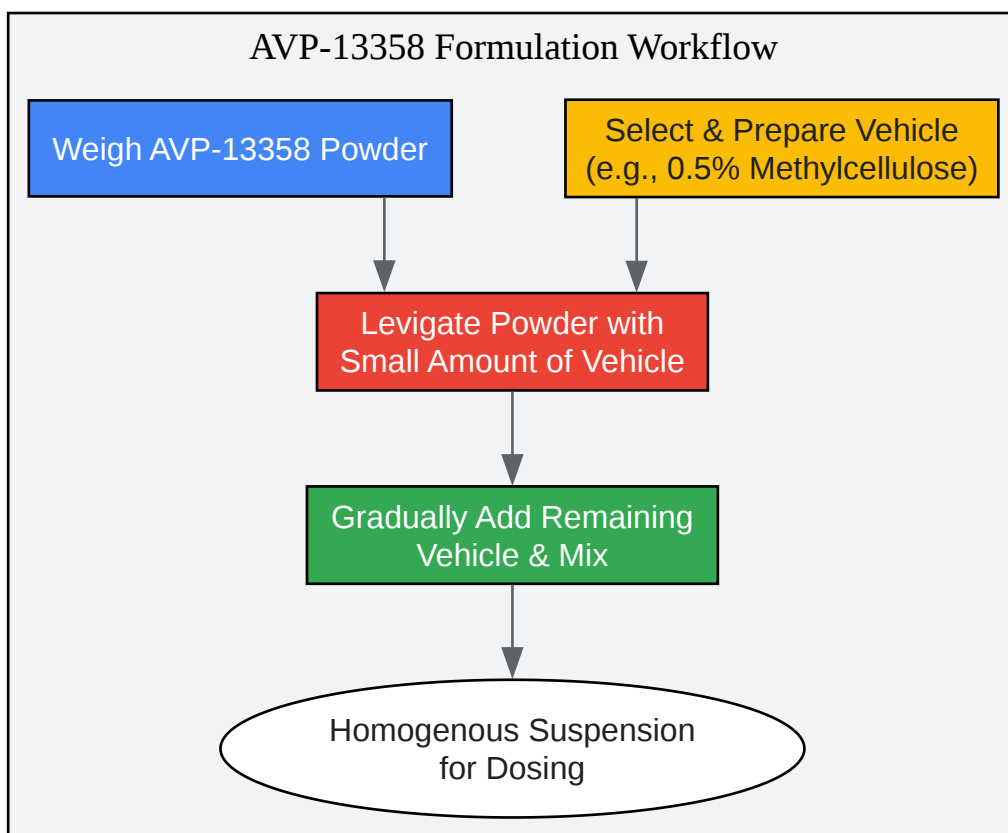 AVP-13358 Formulation Workflow
Weigh AVP-13358 Powder
Select & Prepare Vehicle
(e.g., 0.5% Methylcellulose)
Levigate Powder with
Small Amount of Vehicle
Gradually Add Remaining
Vehicle & Mix
Homogenous Suspension
for Dosing